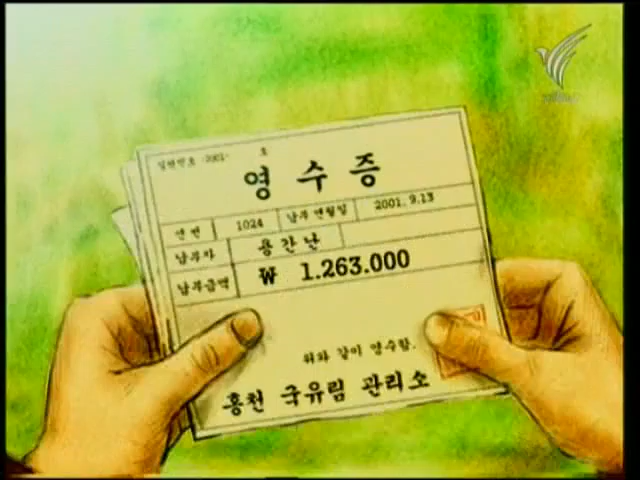 영 수 증
연 번 1024 납부 연월일 2001. 9.13
납부자 용 간 난
납부금액 ₩ 1.263.000
위와 같이 영수함.
홍천 국유림 관리소